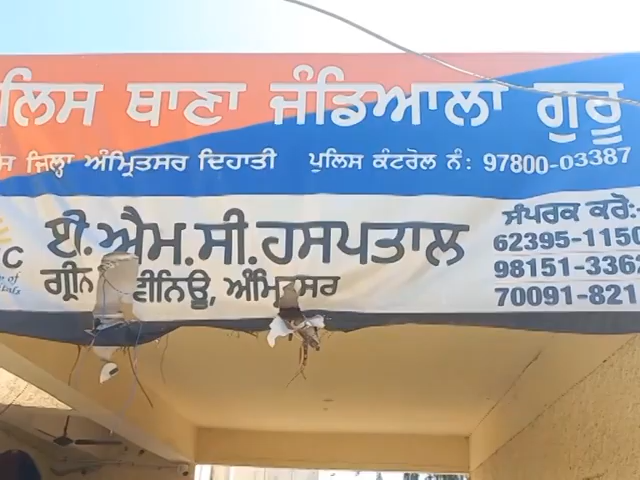 ਲਿਸ ਥਾਣਾ ਜੰਡਿਆਲਾ ਗੁਰੂ
ਸ ਜ਼ਿਲ੍ਹਾ ਅੰਮ੍ਰਿਤਸਰ ਦਿਹਾਤੀ ਪੁਲਿਸ ਕੰਟਰੋਲ ਨੰ: 97800-03387
ਈ.ਐਮ.ਸੀ.ਹਸਪਤਾਲ
ਗ੍ਰੀਨ ਵੀਨਿਊ, ਅੰਮ੍ਰਿਤਸਰ
ਸੰਪਰਕ ਕਰੋ:-
62395-1150
98151-3362
70091-821